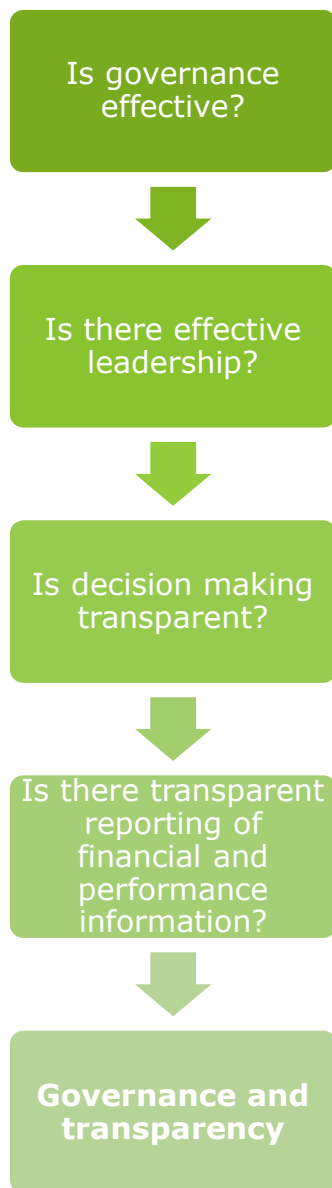 Is governance
effective?
Is there effective
leadership?
Is decision making
transparent?
Is there transparent
reporting of
financial and
performance
information?
Governance and
transparency